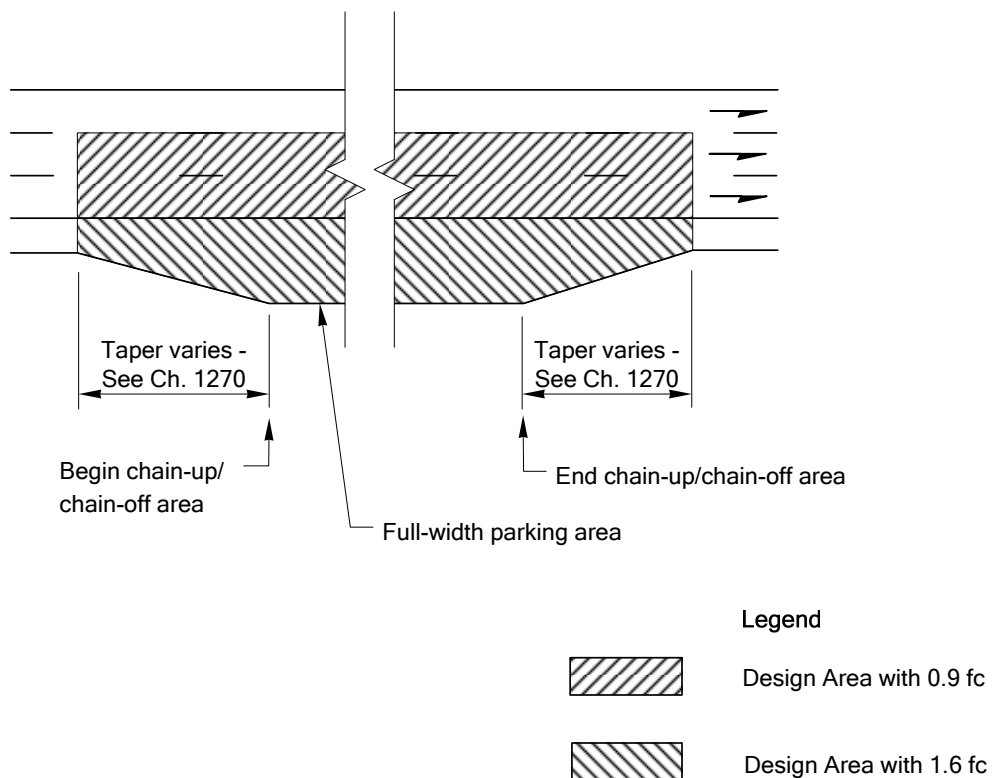 Taper varies -
See Ch. 1270
Taper varies -
See Ch. 1270
Begin chain-up/
chain-off area
End chain-up/chain-off area
Full-width parking area
Legend
Design Area with 0.9 fc
Design Area with 1.6 fc